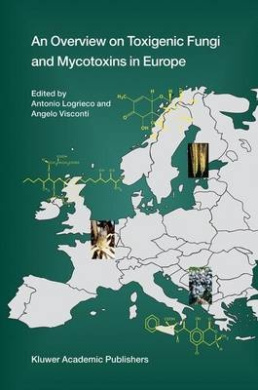 An Overview on Toxigenic Fungi
and Mycotoxins in Europe
Edited by
Antonio Logrieco and
Angelo Visconti
Kluwer Academic Publishers